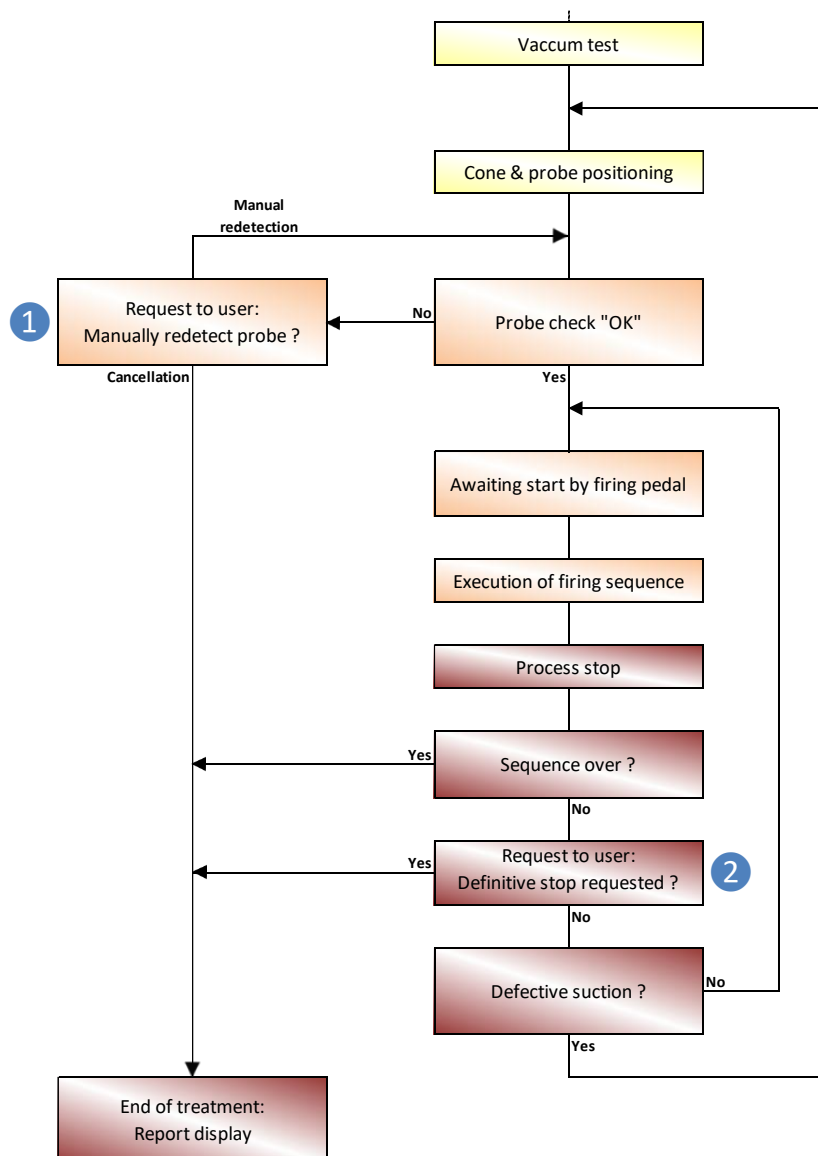 Vaccum test
Cone & probe positioning
Manual
redetection
1
Request to user:
Manually redetect probe ?
No
Probe check "OK"
Cancellation
Yes
Awaiting start by firing pedal
Execution of firing sequence
Process stop
Yes
Sequence over ?
No
Yes
Request to user:
Definitive stop requested ?
2
No
Defective suction ?
No
Yes
End of treatment:
Report display